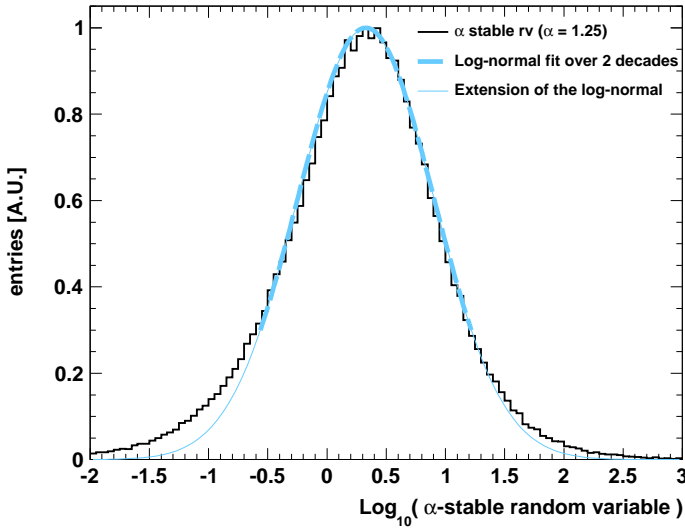 α stable rv (α = 1.25)
Log-normal fit over 2 decades
Extension of the log-normal
entries [A.U.]
1
0.8
0.6
0.4
0.2
0
-2 -1.5 -1 -0.5 0 0.5 1 1.5 2 2.5 3
Log10( α-stable random variable )